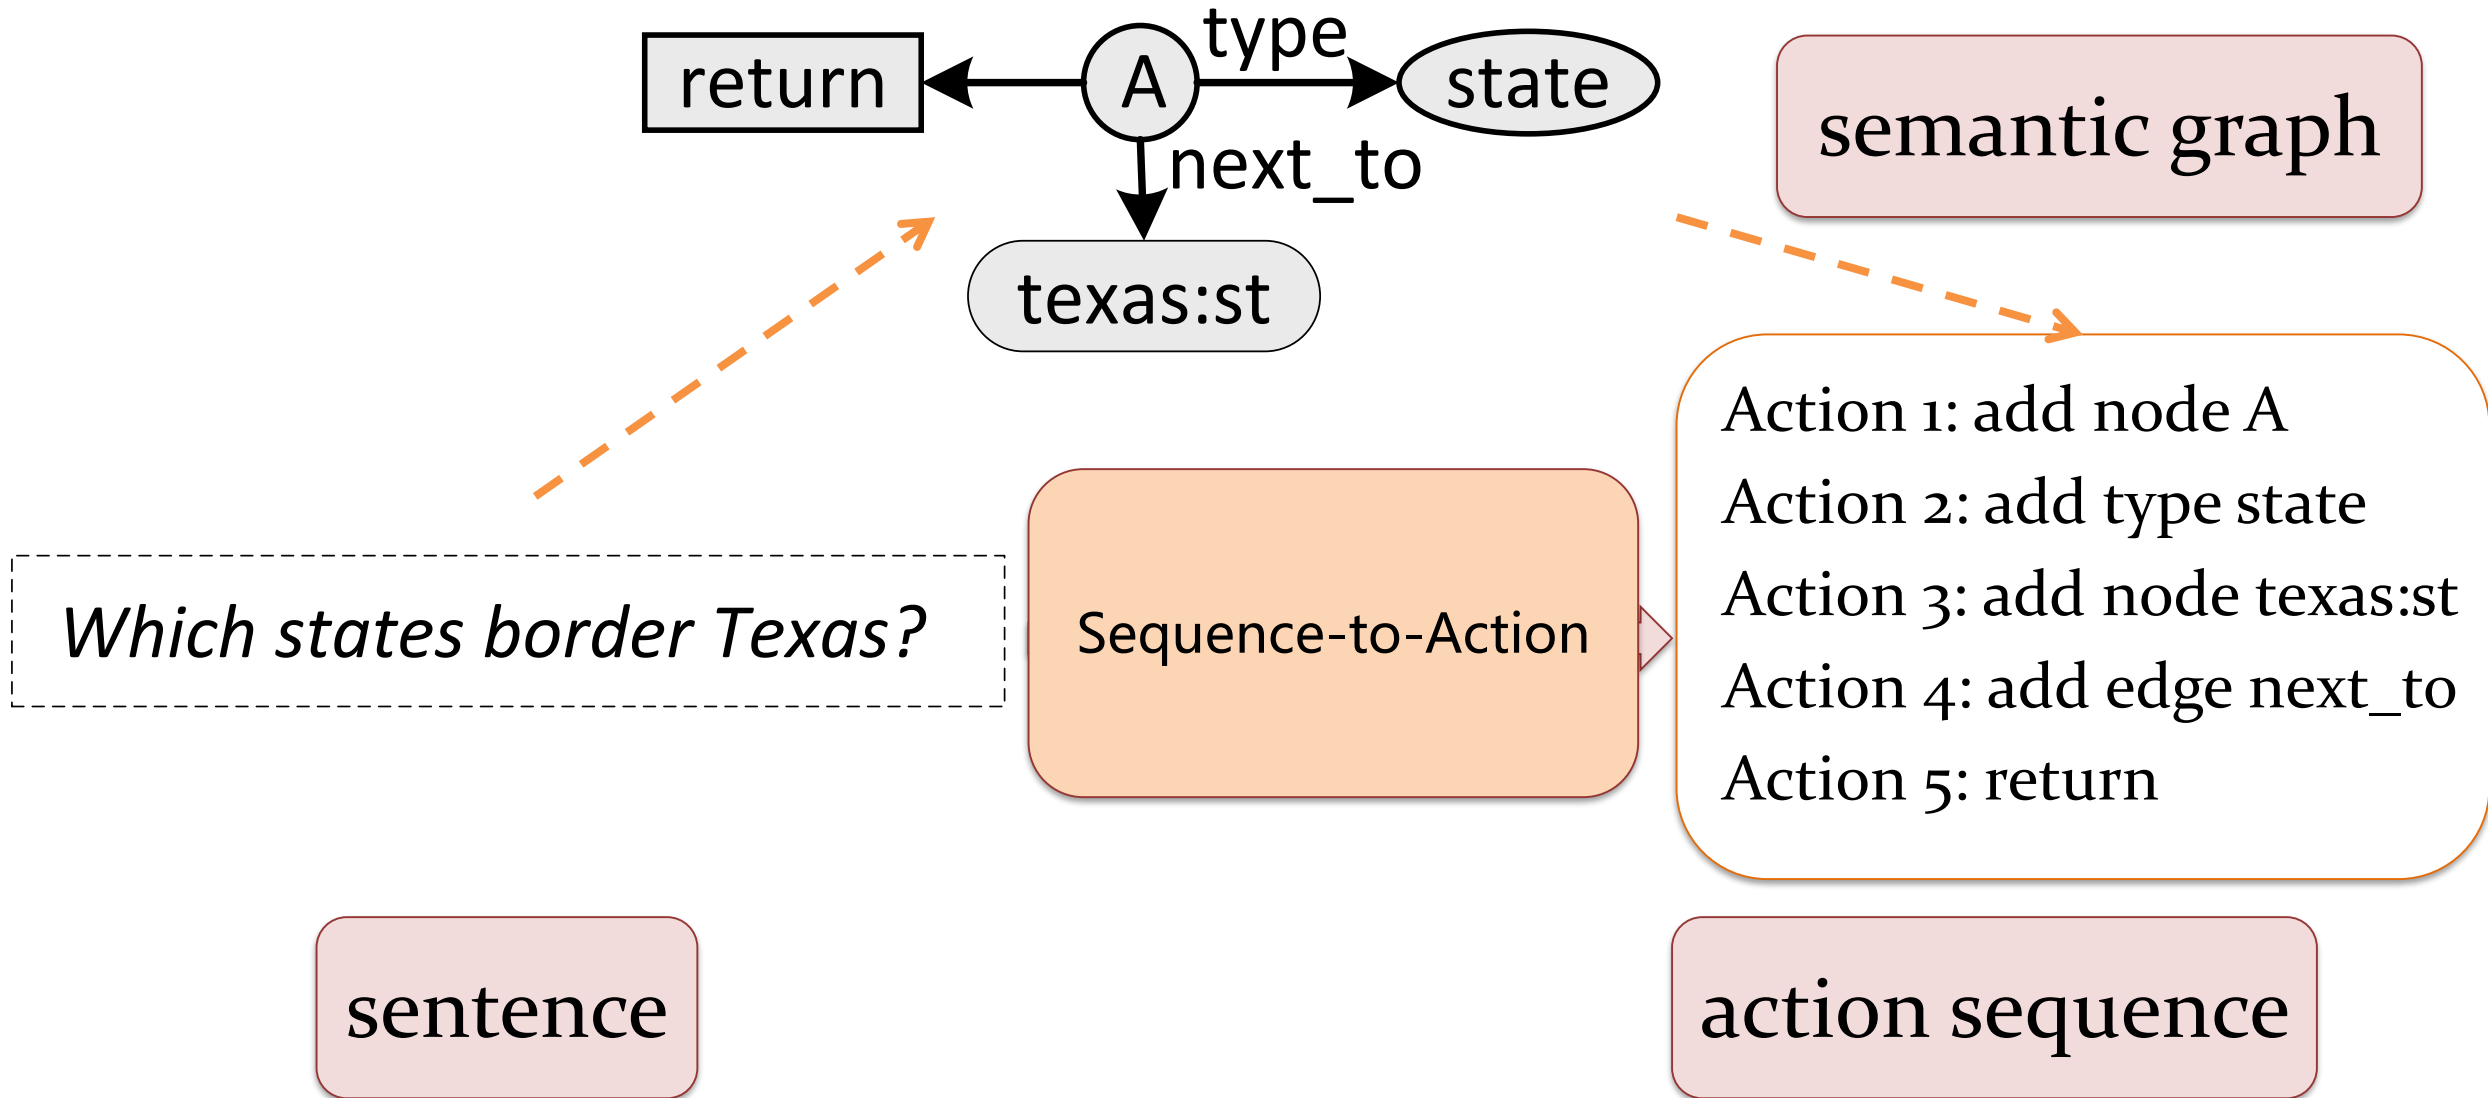 return
A
type
state
next_to
texas:st
semantic graph
Which states border Texas?
Sequence-to-Action
Action 1: add node A
Action 2: add type state
Action 3: add node texas:st
Action 4: add edge next_to
Action 5: return
sentence
action sequence